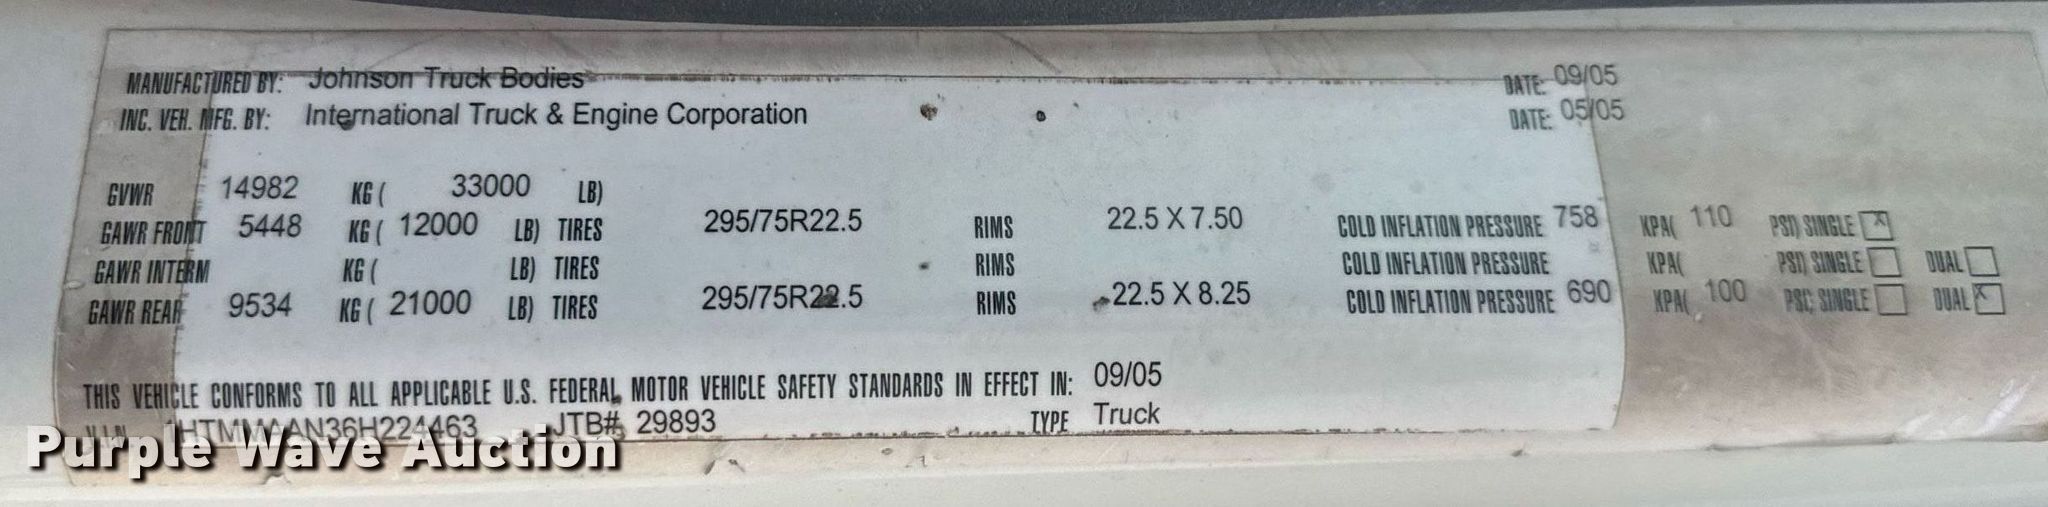 MANUFACTURED BY: Johnson Truck Bodies DATE: 09/05
INC. VEH. MFG. BY: International Truck & Engine Corporation DATE: 05/05
GVWR 14982 KG ( 33000 LB)
GAWR FRONT 5448 KG ( 12000 LB) TIRES 295/75R22.5 RIMS 22.5 X 7.50 COLD INFLATION PRESSURE 758 KPA( 110 PSI) SINGLE X
GAWR INTERM KG ( LB) TIRES RIMS COLD INFLATION PRESSURE KPA( PSI) SINGLE DUAL
GAWR REAR 9534 KG ( 21000 LB) TIRES 295/75R22.5 RIMS 22.5 X 8.25 COLD INFLATION PRESSURE 690 KPA( 100 PSI) SINGLE DUAL X
THIS VEHICLE CONFORMS TO ALL APPLICABLE U.S. FEDERAL MOTOR VEHICLE SAFETY STANDARDS IN EFFECT IN: 09/05
V.I.N. 1HTMMAAN36H224463 JTB# 29893 TYPE Truck
Purple Wave Auction